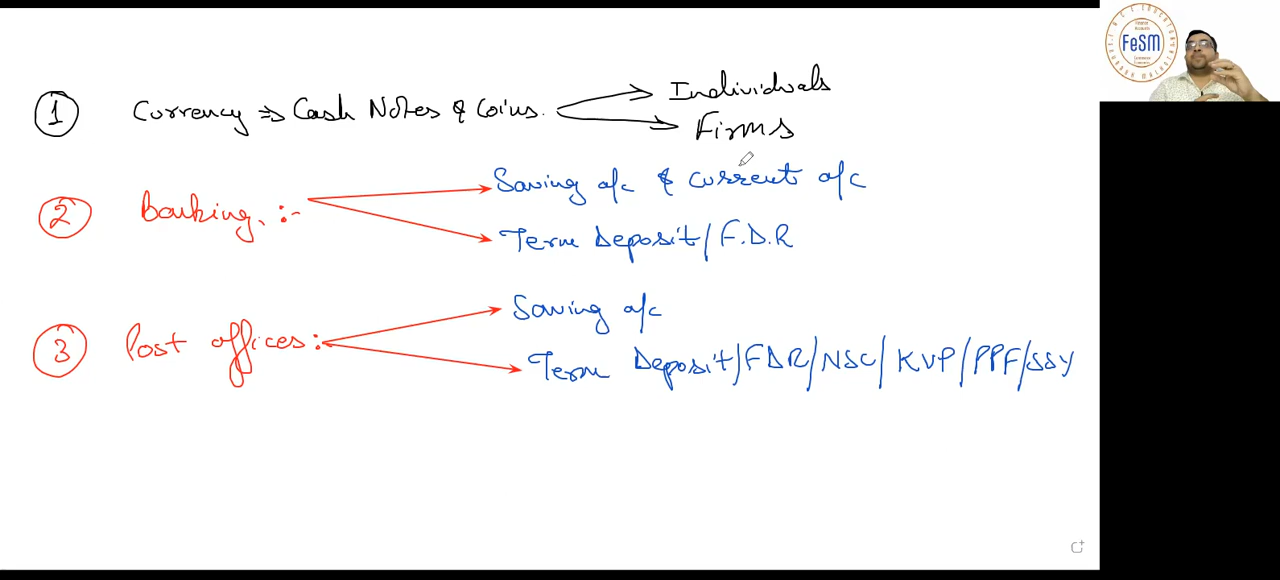 1 Currency ⇒ Cash Notes & Coins.
Individuals
Firms
2 Banking. :-
Saving a/c & current a/c
Term Deposit/F.D.R
3 Post offices:
Saving a/c
Term Deposit/FDR/NSC/KVP/PPF/SSY
FeSM